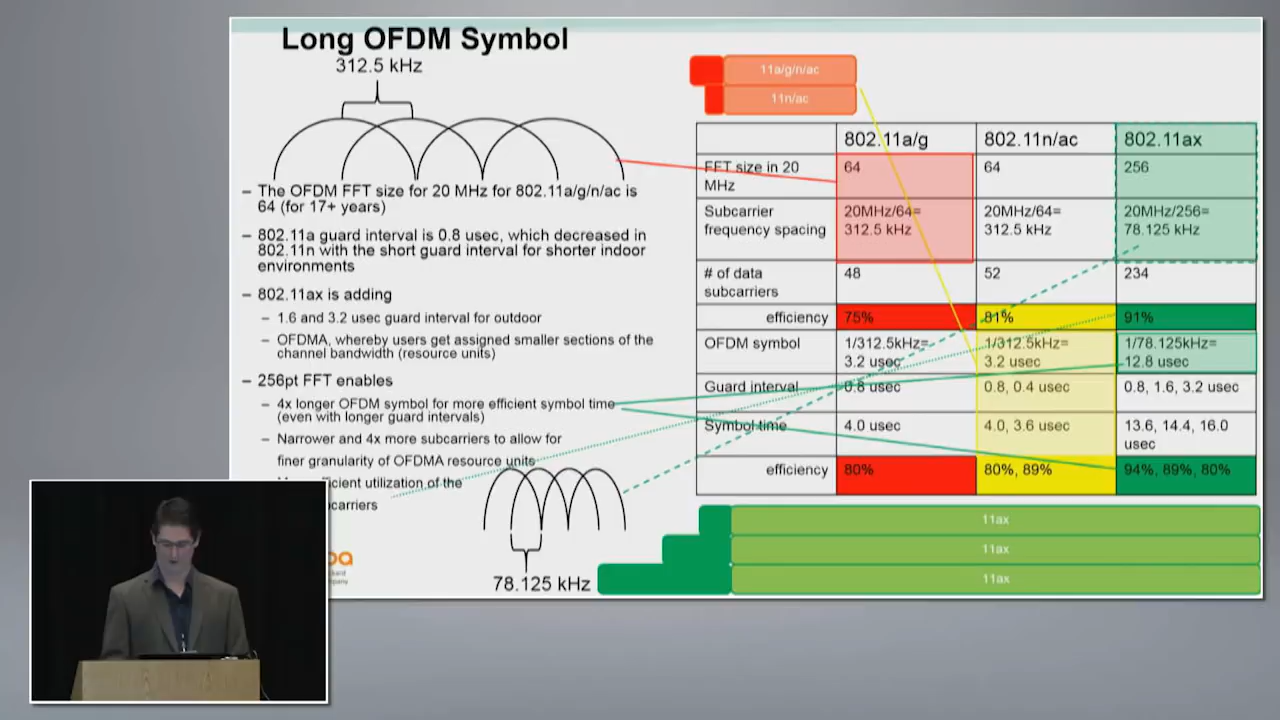 Long OFDM Symbol
312.5 kHz
– The OFDM FFT size for 20 MHz for 802.11a/g/n/ac is
64 (for 17+ years)
– 802.11a guard interval is 0.8 usec, which decreased in
802.11n with the short guard interval for shorter indoor
environments
– 802.11ax is adding
– 1.6 and 3.2 usec guard interval for outdoor
– OFDMA, whereby users get assigned smaller sections of the
channel bandwidth (resource units)
– 256pt FFT enables
– 4x longer OFDM symbol for more efficient symbol time
(even with longer guard intervals)
– Narrower and 4x more subcarriers to allow for
finer granularity of OFDMA resource units
utilization of the
78.125 kHz
11a/g/n/ac
11n/ac
802.11a/g 802.11n/ac 802.11ax
FFT size in 20 64 64 256
MHz
Subcarrier 20MHz/64= 20MHz/64= 20MHz/256=
frequency spacing 312.5 kHz 312.5 kHz 78.125 kHz
# of data 48 52 234
subcarriers
efficiency 75% 81% 91%
OFDM symbol 1/312.5kHz= 1/312.5kHz= 1/78.125kHz=
3.2 usec 3.2 usec 12.8 usec
Guard interval 0.8 usec 0.8, 0.4 usec 0.8, 1.6, 3.2 usec
Symbol time 4.0 usec 4.0, 3.6 usec 13.6, 14.4, 16.0
usec
efficiency 80% 80%, 89% 94%, 89%, 80%
11ax
11ax
11ax